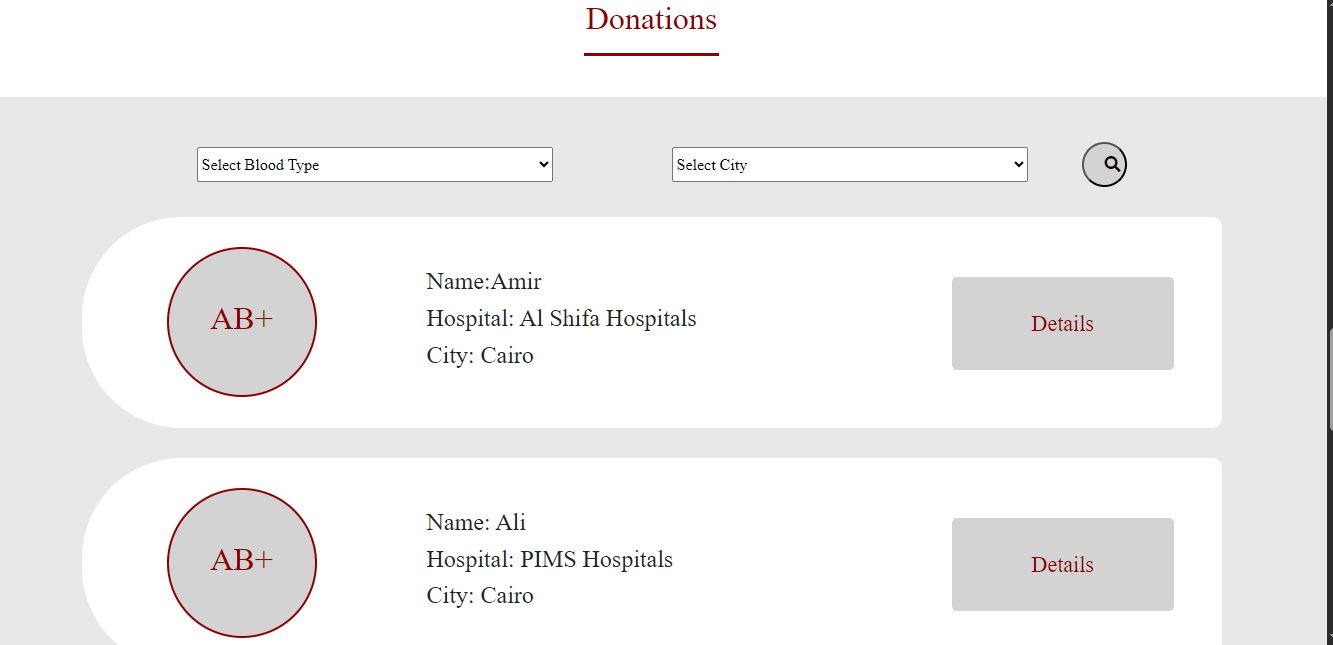 Donations
Select Blood Type
Select City
AB+
Name:Amir
Hospital: Al Shifa Hospitals
City: Cairo
Details
AB+
Name: Ali
Hospital: PIMS Hospitals
City: Cairo
Details